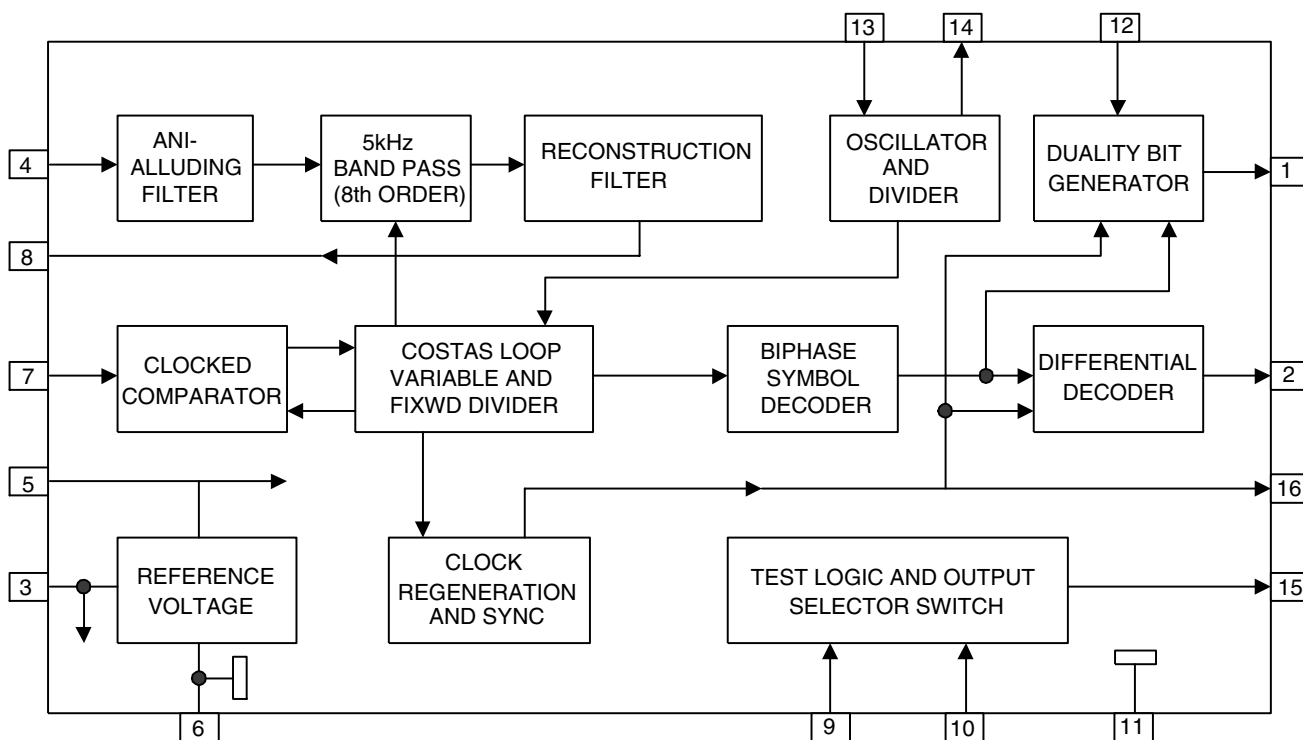 13
14
12
4
ANI-
ALLUDING
FILTER
5kHz
BAND PASS
(8th ORDER)
RECONSTRUCTION
FILTER
OSCILLATOR
AND
DIVIDER
DUALITY BIT
GENERATOR
1
8
7
CLOCKED
COMPARATOR
COSTAS LOOP
VARIABLE AND
FIXWD DIVIDER
BIPHASE
SYMBOL
DECODER
DIFFERENTIAL
DECODER
2
5
16
3
REFERENCE
VOLTAGE
CLOCK
REGENERATION
AND SYNC
TEST LOGIC AND OUTPUT
SELECTOR SWITCH
15
6
9
10
11